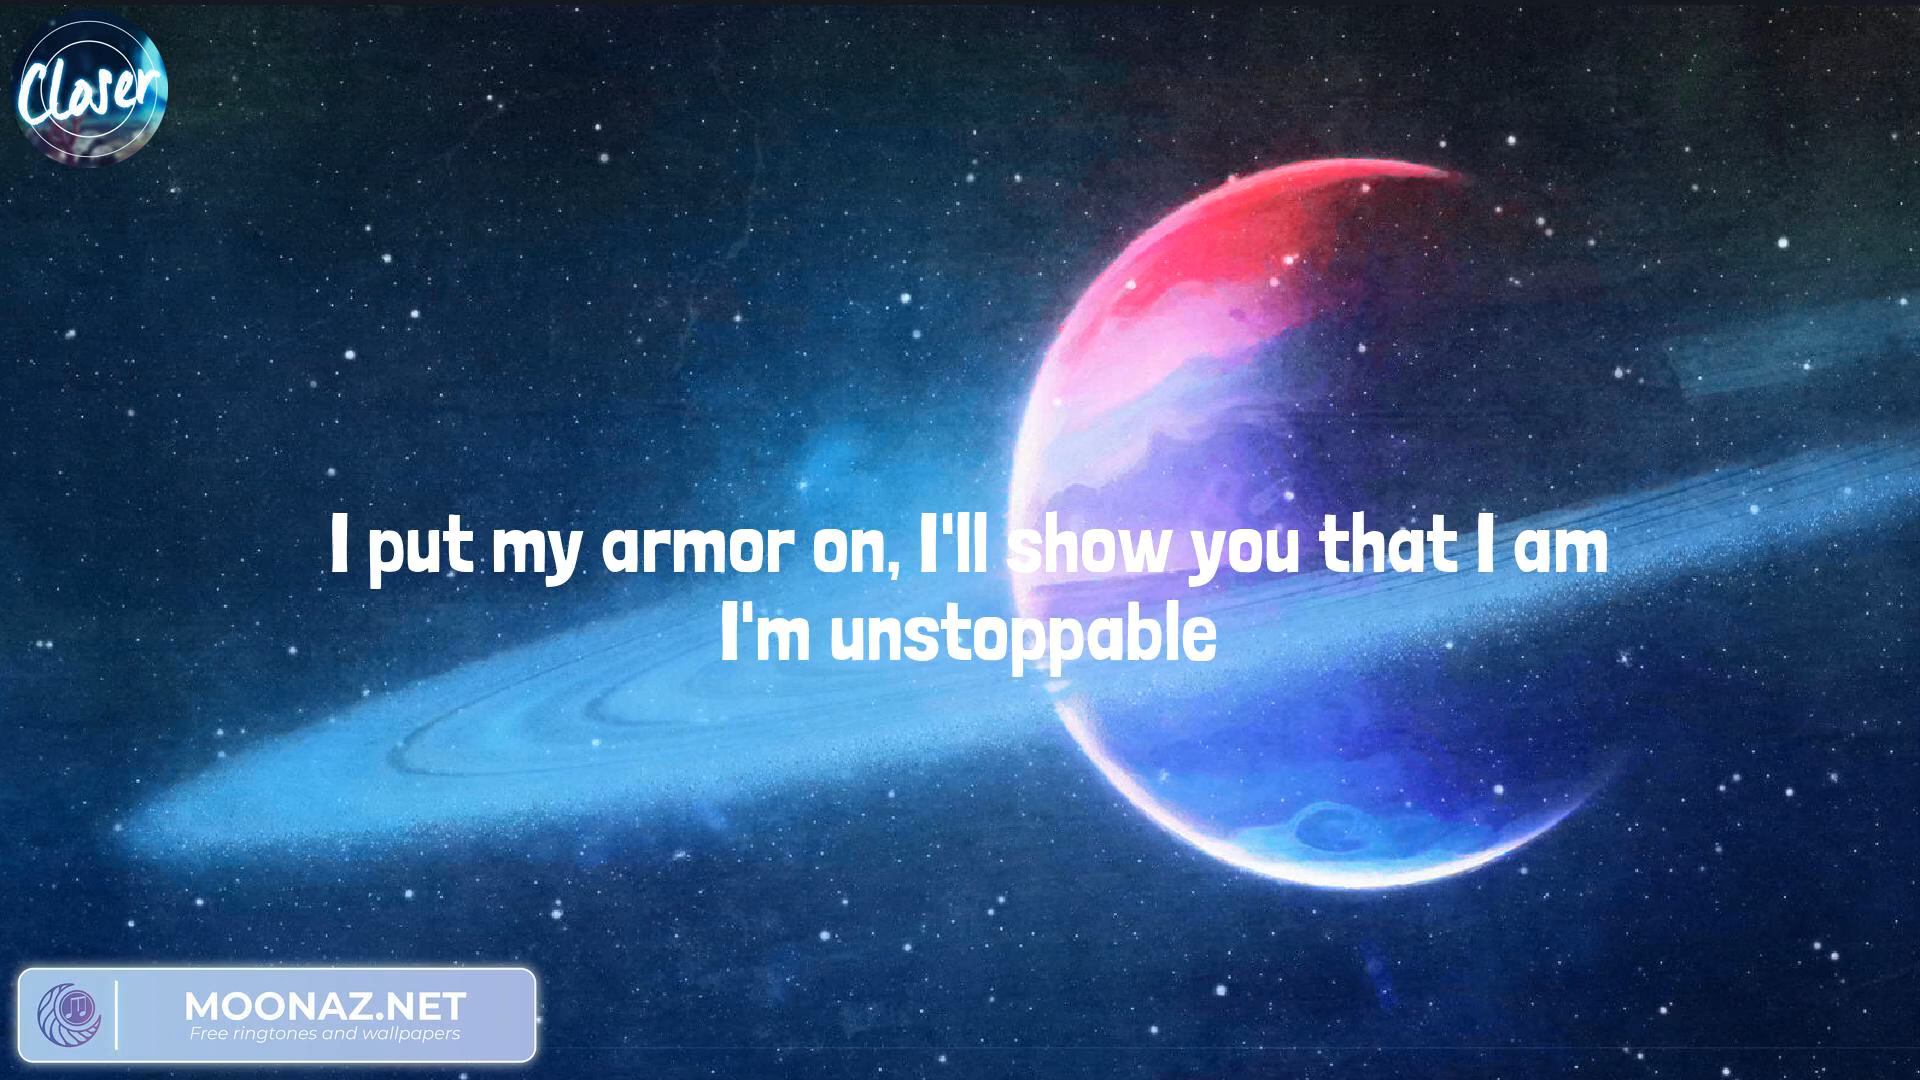 Closer
I put my armor on, I'll show you that I am
I'm unstoppable
MOONAZ.NET
Free ringtones and wallpapers